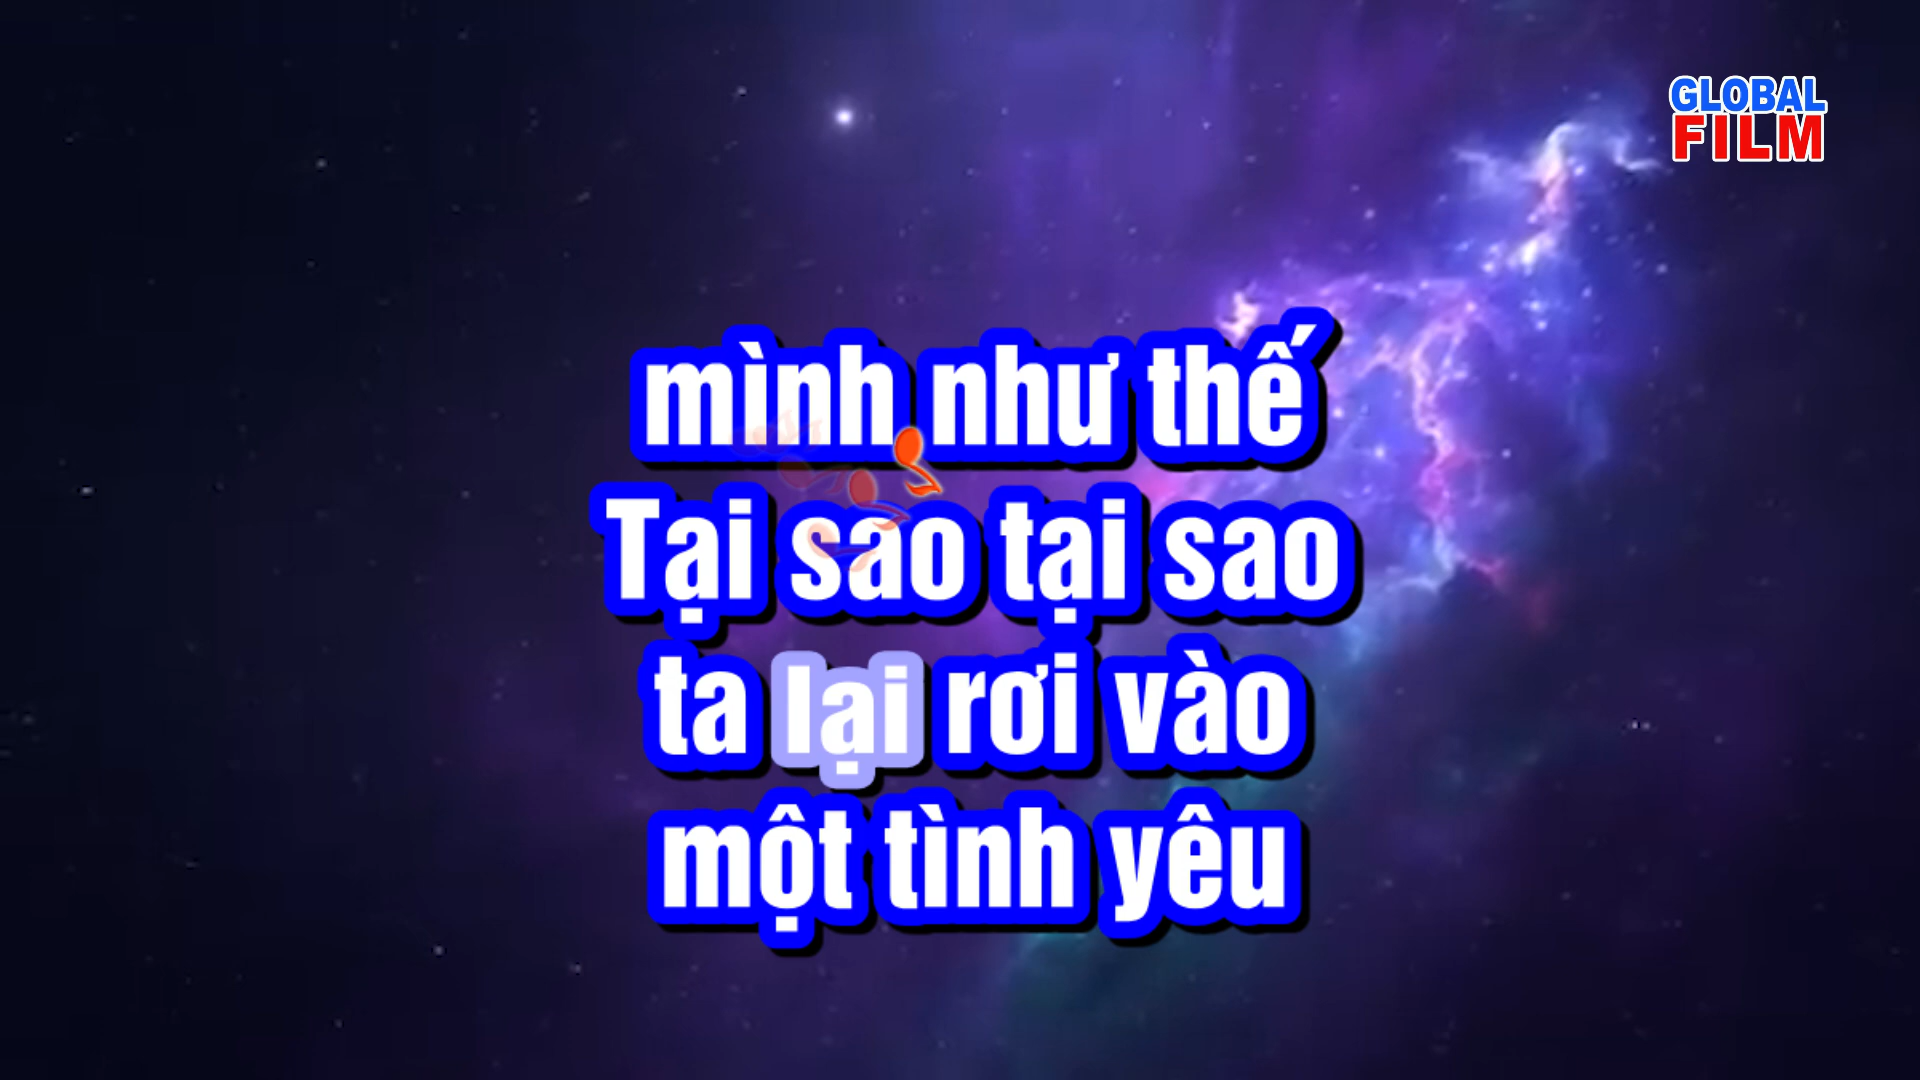 GLOBAL
FILM
mình như thế
Tại sao tại sao
ta lại rơi vào
một tình yêu